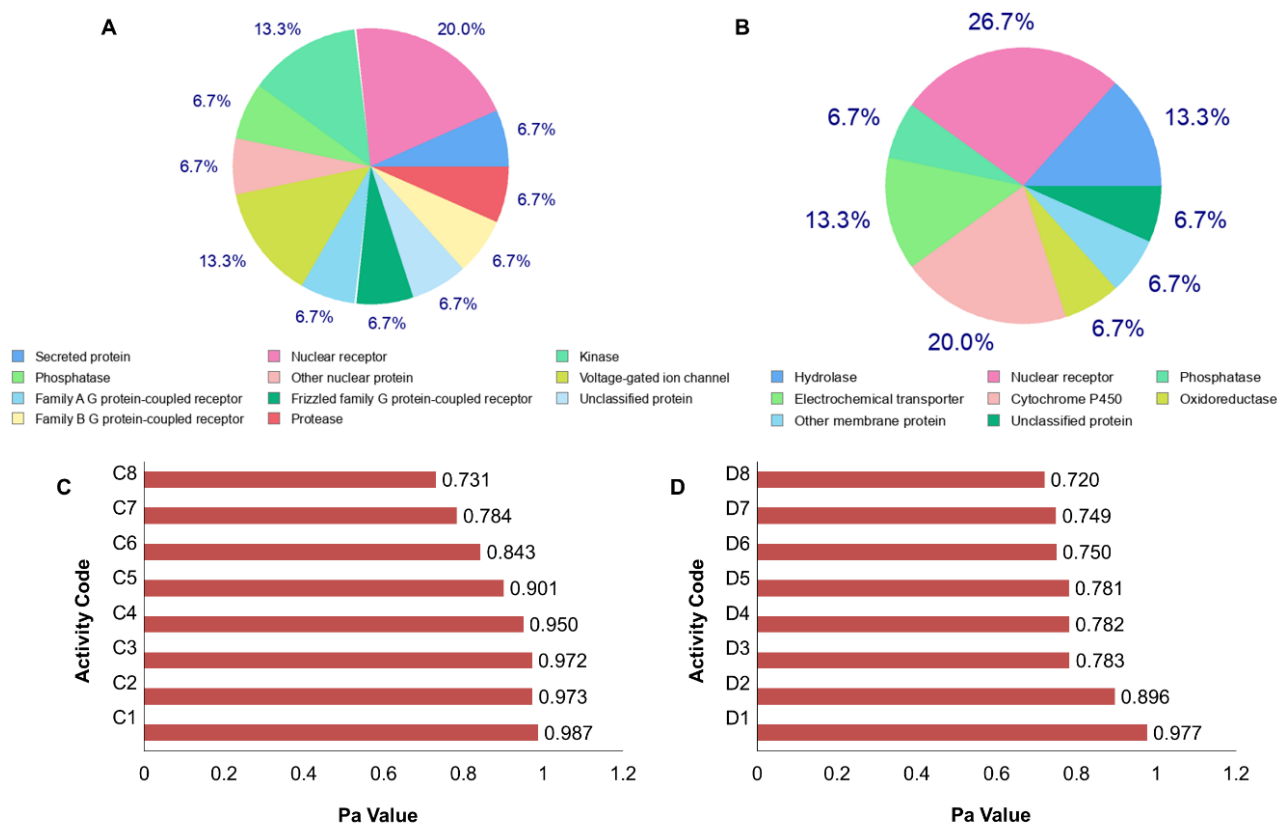 A
13.3%
20.0%
6.7%
6.7%
6.7%
6.7%
13.3%
6.7%
6.7%
6.7%
6.7%
Secreted protein
Nuclear receptor
Kinase
Phosphatase
Other nuclear protein
Voltage-gated ion channel
Family A G protein-coupled receptor
Frizzled family G protein-coupled receptor
Unclassified protein
Family B G protein-coupled receptor
Protease
B
26.7%
13.3%
6.7%
13.3%
6.7%
6.7%
6.7%
20.0%
Hydrolase
Nuclear receptor
Phosphatase
Electrochemical transporter
Cytochrome P450
Oxidoreductase
Other membrane protein
Unclassified protein
C
Activity Code
C8
0.731
C7
0.784
C6
0.843
C5
0.901
C4
0.950
C3
0.972
C2
0.973
C1
0.987
0 0.2 0.4 0.6 0.8 1 1.2
Pa Value
D
Activity Code
D8
0.720
D7
0.749
D6
0.750
D5
0.781
D4
0.782
D3
0.783
D2
0.896
D1
0.977
0 0.2 0.4 0.6 0.8 1 1.2
Pa Value